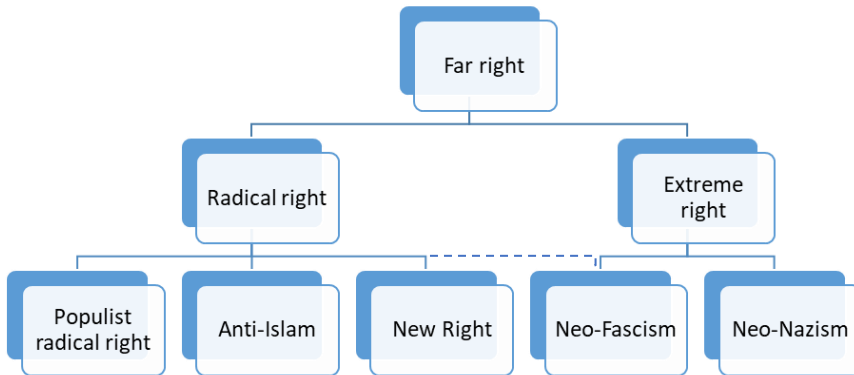 Far right
Radical right
Extreme
right
Populist
radical right
Anti-Islam
New Right
Neo-Fascism
Neo-Nazism